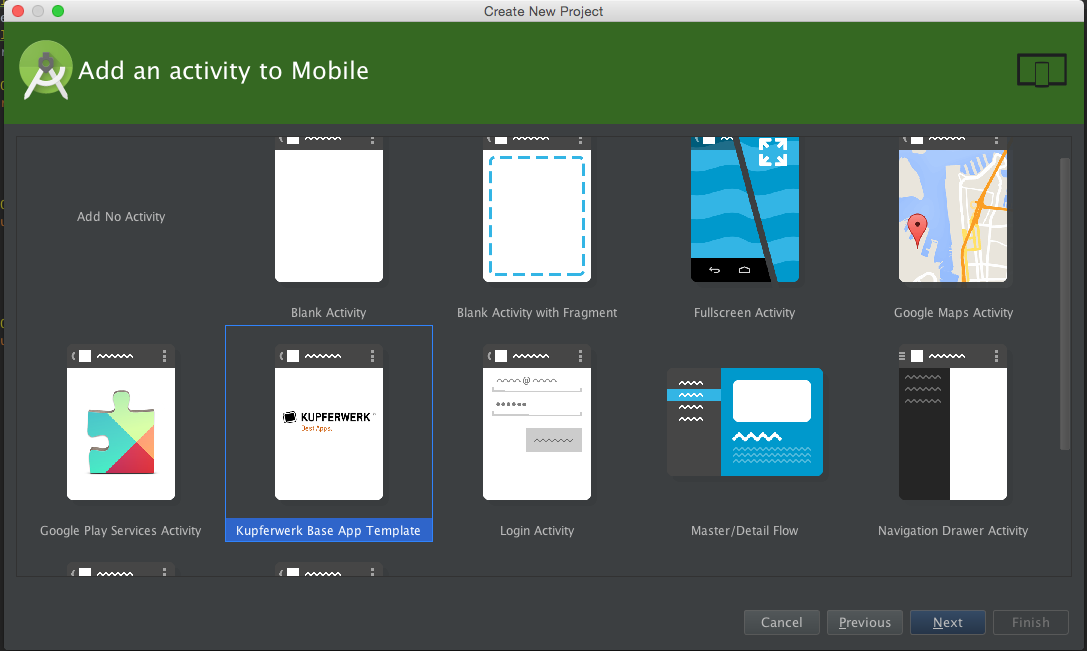 Create New Project
Add an activity to Mobile
Add No Activity
Blank Activity
Blank Activity with Fragment
Fullscreen Activity
Google Maps Activity
KUPFERWERK
Best Apps.
@
Google Play Services Activity
Kupferwerk Base App Template
Login Activity
Master/Detail Flow
Navigation Drawer Activity
Cancel
Previous
Next
Finish